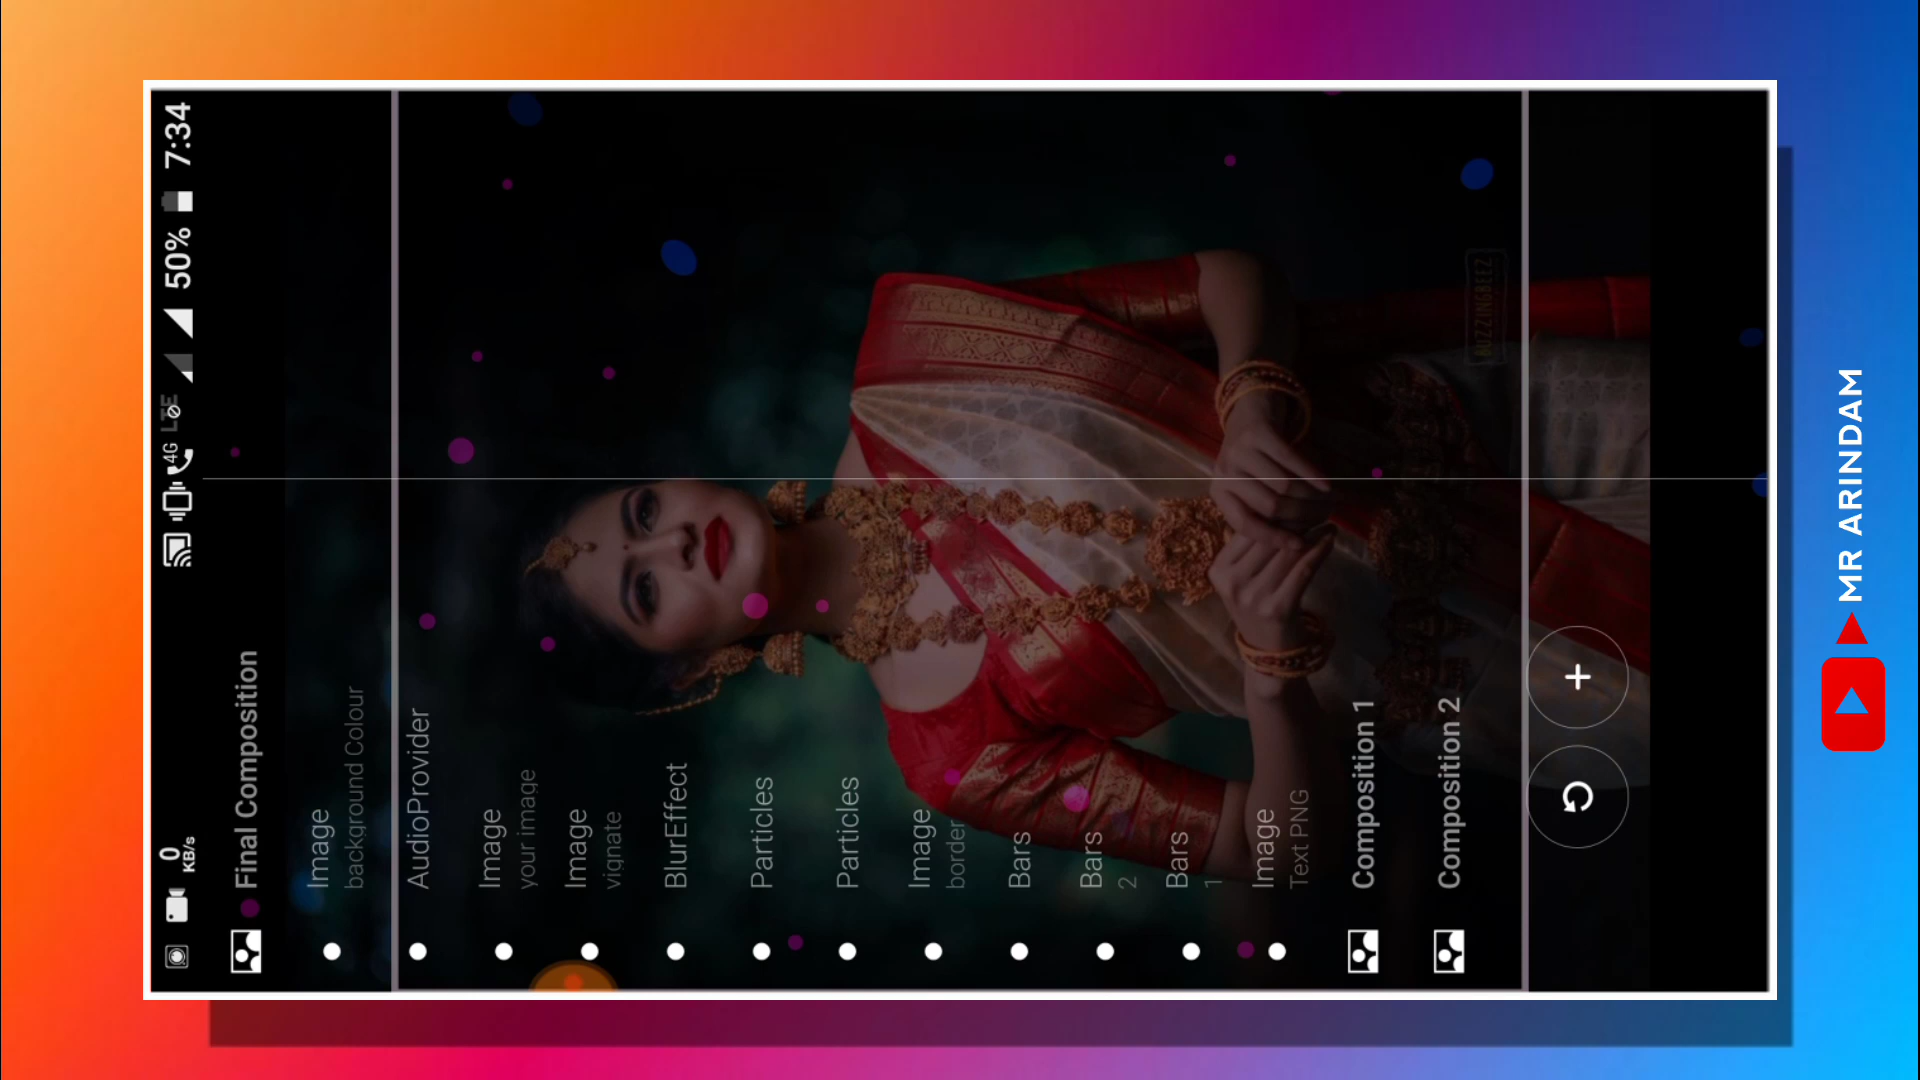 7:34
50%
LTE
4G
0
KB/s
Final Composition
Image
background Colour
AudioProvider
Image
your image
Image
vignate
BlurEffect
Particles
Particles
Image
border
Bars
Bars
2
Bars
1
Image
Text PNG
Composition 1
Composition 2
BUZZINGBEEZ
MR ARINDAM